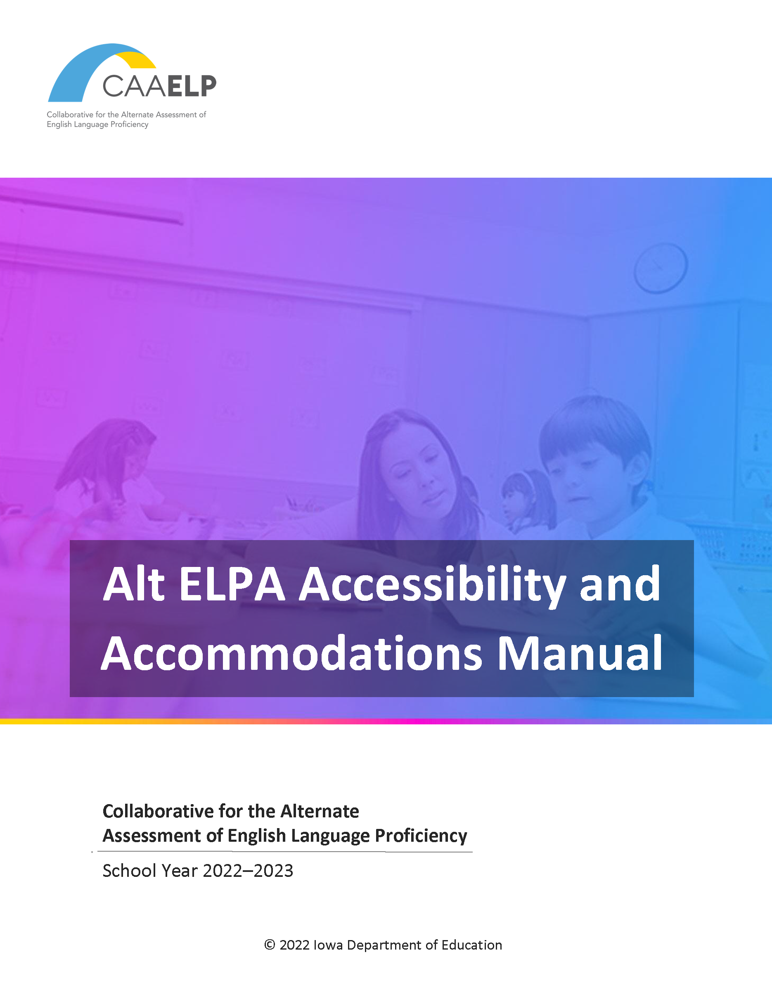 CAAELP
Collaborative for the Alternate Assessment of
English Language Proficiency
Alt ELPA Accessibility and
Accommodations Manual
Collaborative for the Alternate
Assessment of English Language Proficiency
School Year 2022–2023
© 2022 Iowa Department of Education